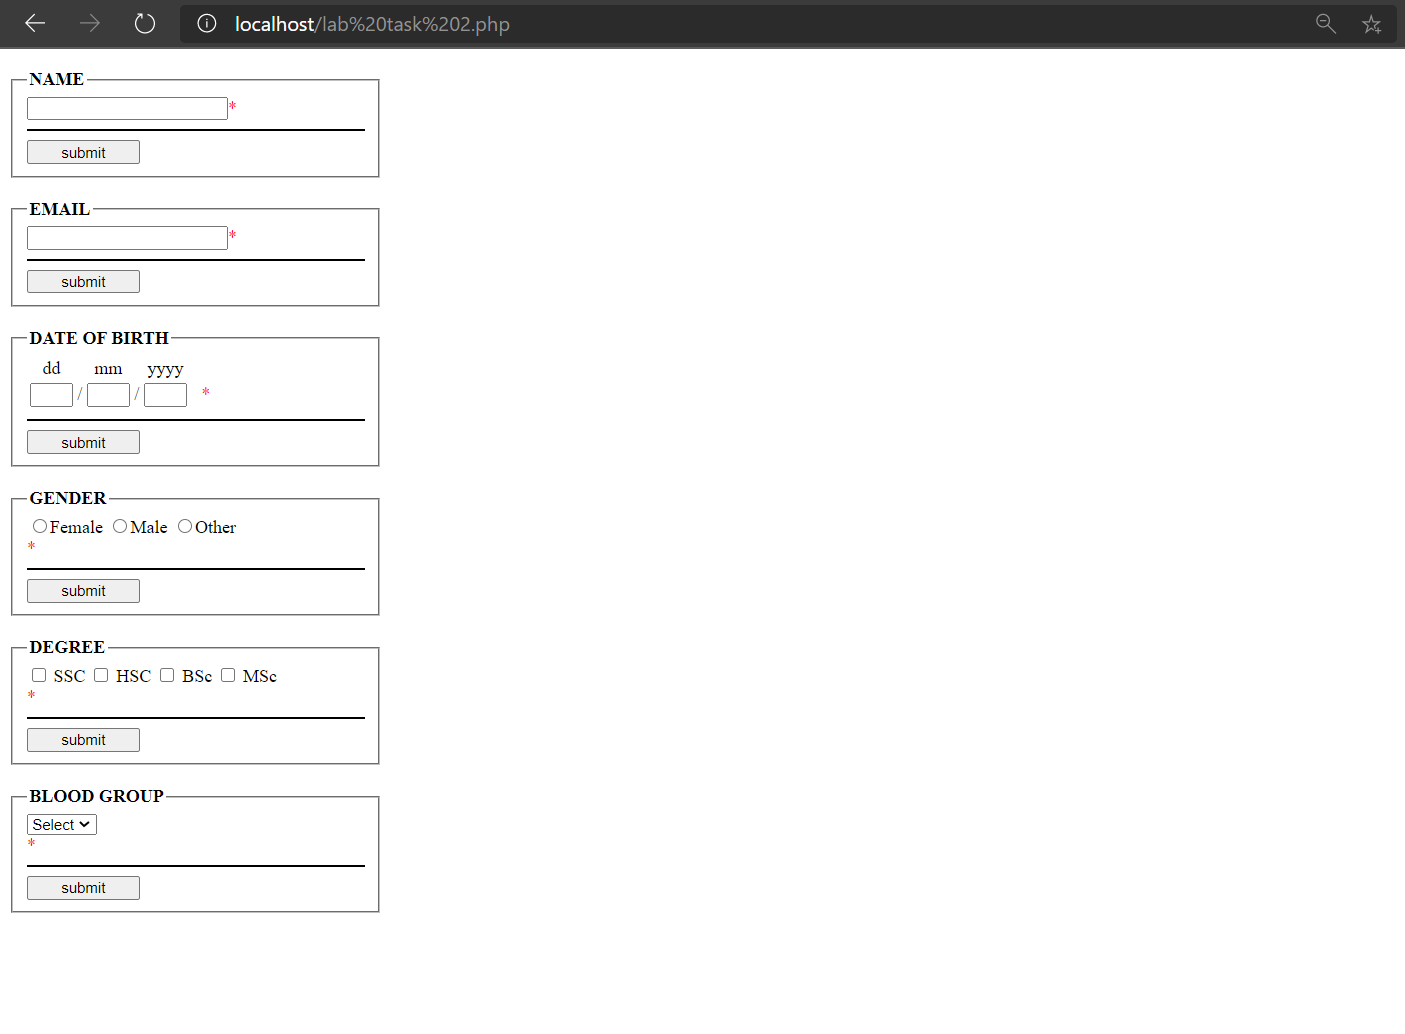 localhost/lab%20task%202.php
NAME
*
submit
EMAIL
*
submit
DATE OF BIRTH
dd mm yyyy
/ / *
submit
GENDER
Female Male Other
*
submit
DEGREE
SSC HSC BSc MSc
*
submit
BLOOD GROUP
Select
*
submit